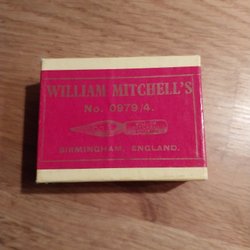 WILLIAM MITCHELL'S
No. 0979/4.
BIRMINGHAM, ENGLAND.